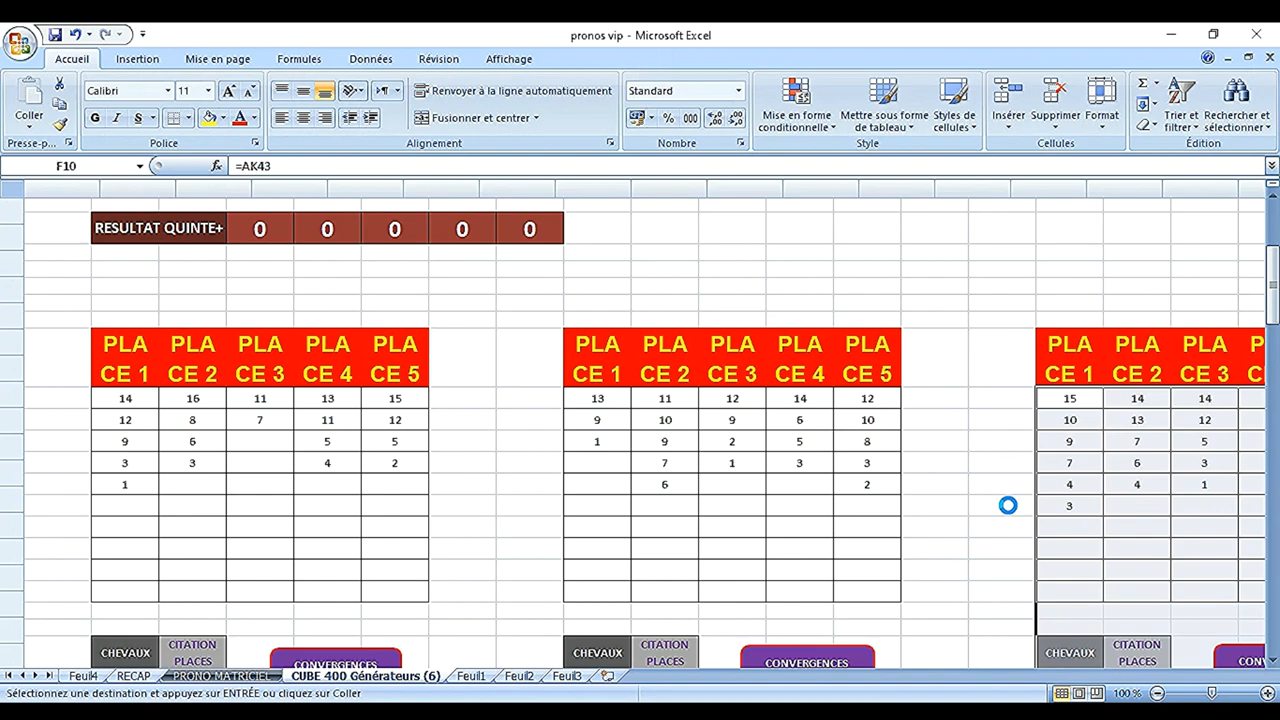 pronos vip - Microsoft Excel
Accueil Insertion Mise en page Formules Données Révision Affichage
Coller
Calibri 11
G I S
Renvoyer à la ligne automatiquement
Fusionner et centrer
Standard
% 000
Mise en forme conditionnelle
Mettre sous forme de tableau
Styles de cellules
Insérer Supprimer Format
Trier et filtrer
Rechercher et sélectionner
Presse-p... Police Alignement Nombre Style Cellules Édition
F10 fx =AK43
RESULTAT QUINTE+ 0 0 0 0 0
PLA PLA PLA PLA PLA PLA PLA PLA PLA PLA PLA PLA PLA
CE 1 CE 2 CE 3 CE 4 CE 5 CE 1 CE 2 CE 3 CE 4 CE 5 CE 1 CE 2 CE 3
14 16 11 13 15 13 11 12 14 12 15 14 14
12 8 7 11 10 9 10 9 6 10 10 13 12
9 6 5 5 1 9 2 5 8 9 7 5
3 3 4 2 7 1 3 3 7 6 3
1 6 2 4 4 1
3
CHEVAUX CITATION PLACES CONVERGENCES CHEVAUX CITATION PLACES CONVERGENCES CHEVAUX CITATION PLACES
Feuil4 RECAP PRONO MATRICIEL CUBE 400 Générateurs (6) Feuil1 Feuil2 Feuil3
Sélectionnez une destination et appuyez sur ENTRÉE ou cliquez sur Coller
100 %